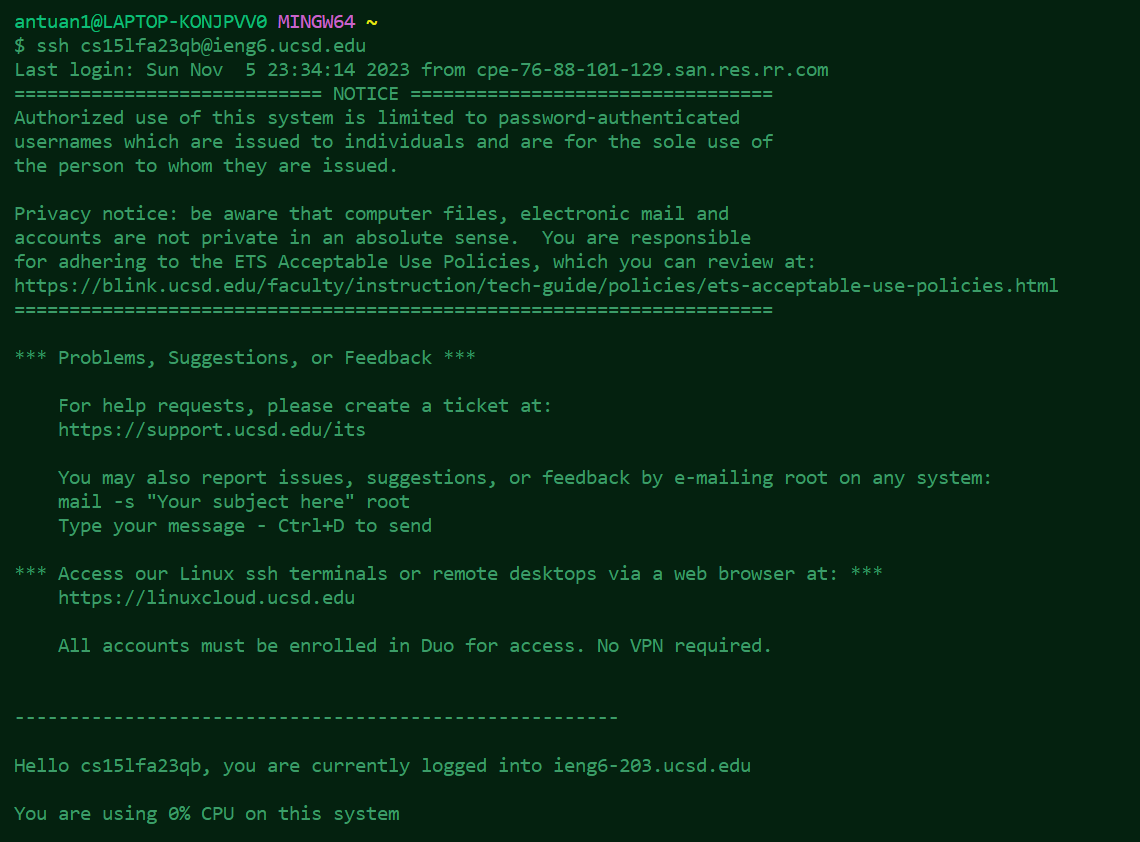 antuan1@LAPTOP-KONJPVV0 MINGW64 ~
$ ssh cs15lfa23qb@ieng6.ucsd.edu
Last login: Sun Nov  5 23:34:14 2023 from cpe-76-88-101-129.san.res.rr.com
============================ NOTICE =================================
Authorized use of this system is limited to password-authenticated
usernames which are issued to individuals and are for the sole use of
the person to whom they are issued.

Privacy notice: be aware that computer files, electronic mail and
accounts are not private in an absolute sense.  You are responsible
for adhering to the ETS Acceptable Use Policies, which you can review at:
https://blink.ucsd.edu/faculty/instruction/tech-guide/policies/ets-acceptable-use-policies.html
=====================================================================

*** Problems, Suggestions, or Feedback ***

    For help requests, please create a ticket at:
    https://support.ucsd.edu/its

    You may also report issues, suggestions, or feedback by e-mailing root on any system:
    mail -s "Your subject here" root
    Type your message - Ctrl+D to send

*** Access our Linux ssh terminals or remote desktops via a web browser at: ***
    https://linuxcloud.ucsd.edu

    All accounts must be enrolled in Duo for access. No VPN required.

-------------------------------------------------------

Hello cs15lfa23qb, you are currently logged into ieng6-203.ucsd.edu

You are using 0% CPU on this system